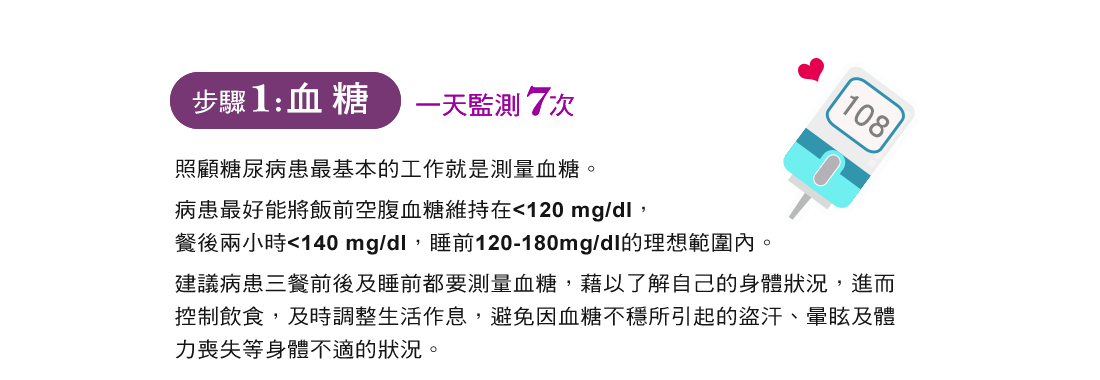 步驟1:血糖
一天監測7次
108
照顧糖尿病患最基本的工作就是測量血糖。
病患最好能將飯前空腹血糖維持在<120 mg/dl，
餐後兩小時<140 mg/dl，睡前120-180mg/dl的理想範圍內。
建議病患三餐前後及睡前都要測量血糖，藉以了解自己的身體狀況，進而
控制飲食，及時調整生活作息，避免因血糖不穩所引起的盜汗、暈眩及體
力喪失等身體不適的狀況。